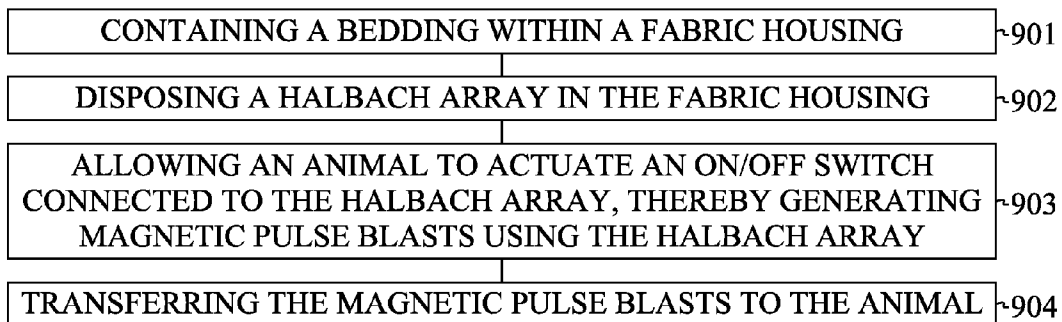 CONTAINING A BEDDING WITHIN A FABRIC HOUSING 901
DISPOSING A HALBACH ARRAY IN THE FABRIC HOUSING 902
ALLOWING AN ANIMAL TO ACTUATE AN ON/OFF SWITCH
CONNECTED TO THE HALBACH ARRAY, THEREBY GENERATING 903
MAGNETIC PULSE BLASTS USING THE HALBACH ARRAY
TRANSFERRING THE MAGNETIC PULSE BLASTS TO THE ANIMAL 904